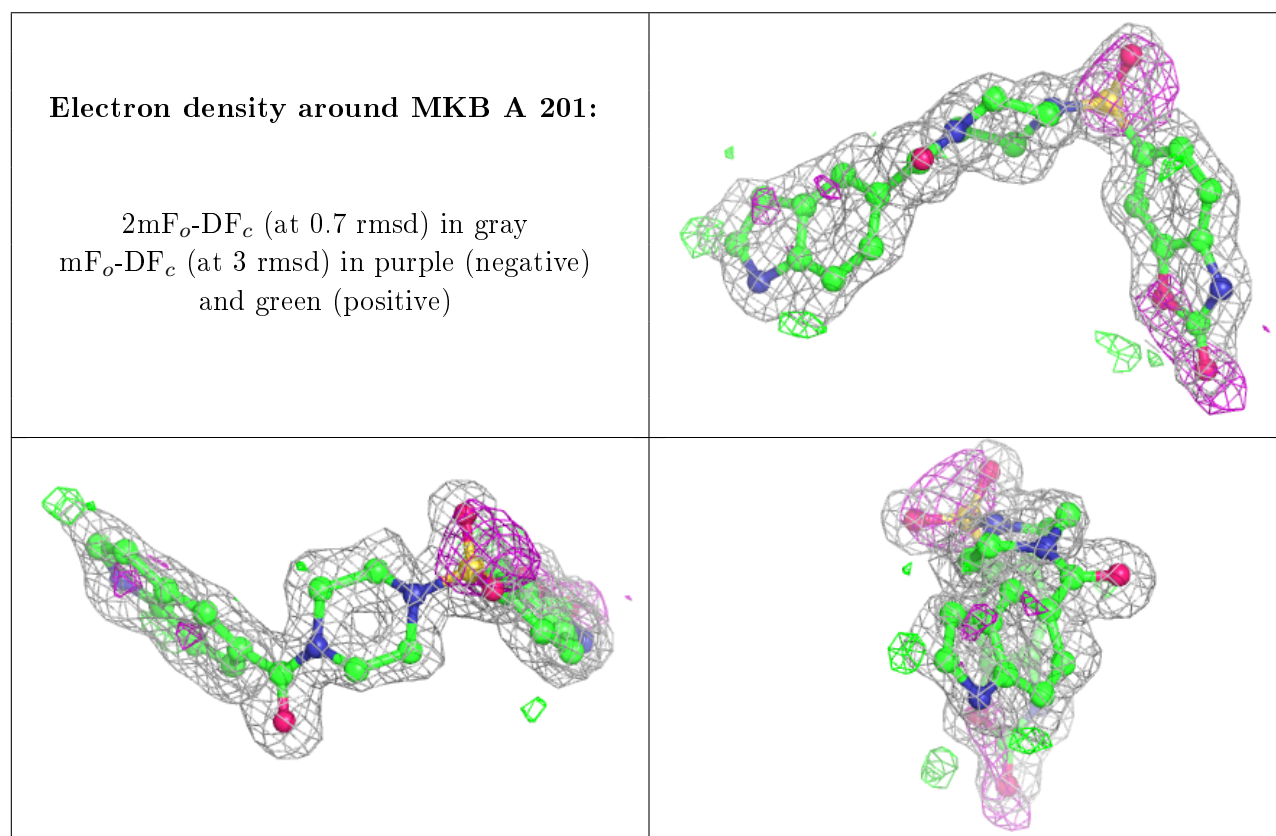 Electron density around MKB A 201:
2mFo-DFc (at 0.7 rmsd) in gray
mFo-DFc (at 3 rmsd) in purple (negative)
and green (positive)